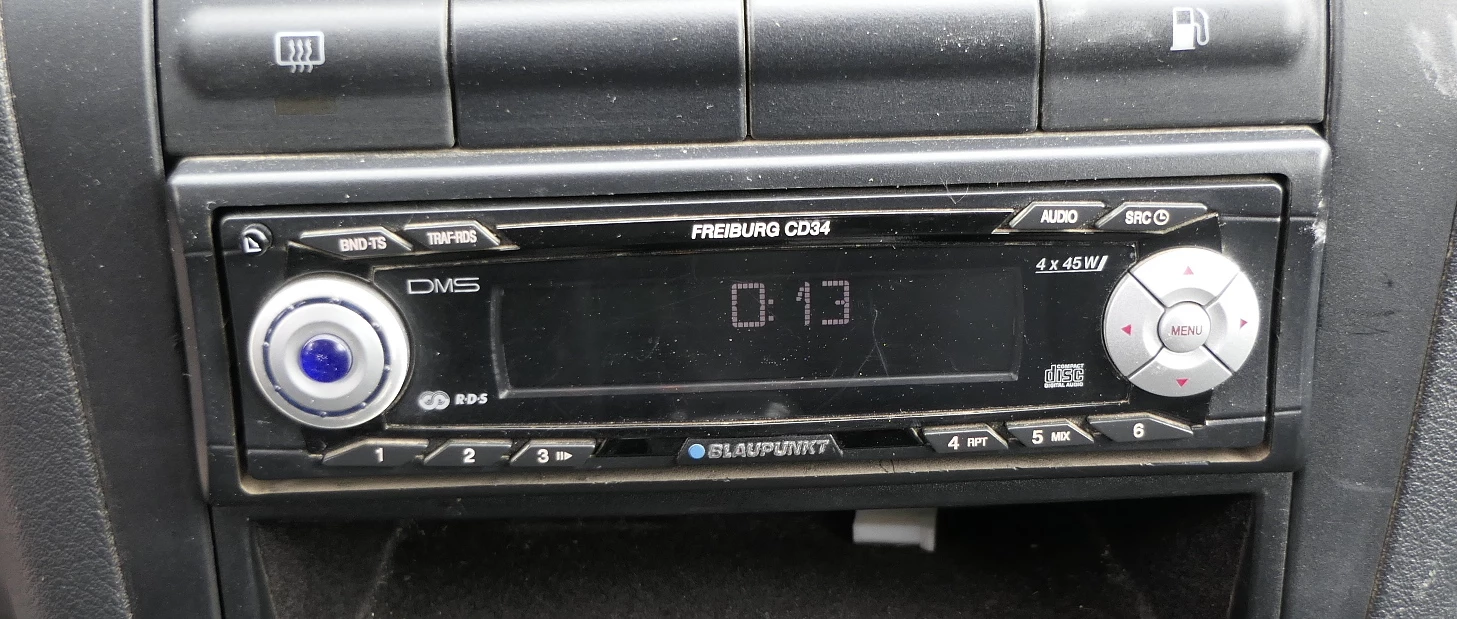 BND·TS
TRAF·RDS
FREIBURG CD34
AUDIO
SRC
DMS
0:13
4 x 45W
MENU
R·D·S
COMPACT
disc
DIGITAL AUDIO
1
2
3
BLAUPUNKT
4 RPT
5 MIX
6